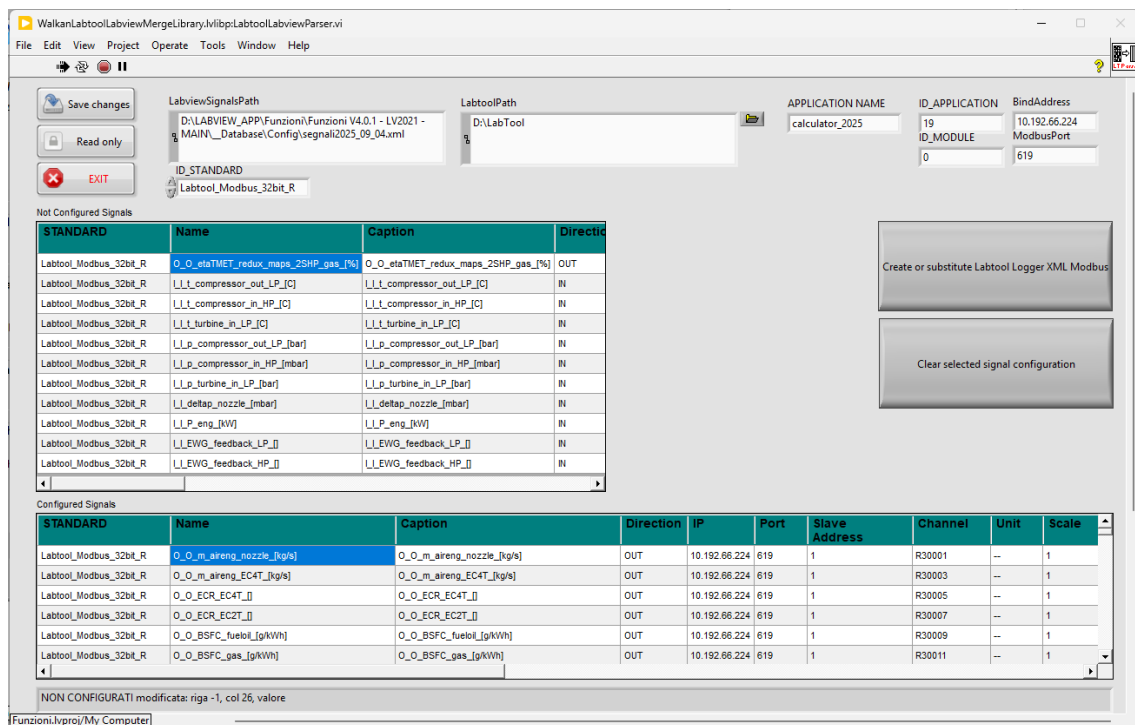 WalkanLabtoolLabviewMergeLibrary.lvlibp:LabtoolLabviewParser.vi
File Edit View Project Operate Tools Window Help
Save changes
Read only
EXIT
LabviewSignalsPath
D:\LABVIEW_APP\Funzioni\Funzioni V4.0.1 - LV2021 -
MAIN\__Database\Config\segnali2025_09_04.xml
ID_STANDARD
Labtool_Modbus_32bit_R
LabtoolPath
D:\LabTool
APPLICATION NAME
calculator_2025
ID_APPLICATION
19
ID_MODULE
0
BindAddress
10.192.66.224
ModbusPort
619
Not Configured Signals
STANDARD Name Caption Directio
Labtool_Modbus_32bit_R O_O_etaTMET_redux_maps_2SHP_gas_[%] O_O_etaTMET_redux_maps_2SHP_gas_[%] OUT
Labtool_Modbus_32bit_R I_I_t_compressor_out_LP_[C] I_I_t_compressor_out_LP_[C] IN
Labtool_Modbus_32bit_R I_I_t_compressor_in_HP_[C] I_I_t_compressor_in_HP_[C] IN
Labtool_Modbus_32bit_R I_I_t_turbine_in_LP_[C] I_I_t_turbine_in_LP_[C] IN
Labtool_Modbus_32bit_R I_I_p_compressor_out_LP_[bar] I_I_p_compressor_out_LP_[bar] IN
Labtool_Modbus_32bit_R I_I_p_compressor_in_HP_[mbar] I_I_p_compressor_in_HP_[mbar] IN
Labtool_Modbus_32bit_R I_I_p_turbine_in_LP_[bar] I_I_p_turbine_in_LP_[bar] IN
Labtool_Modbus_32bit_R I_I_deltap_nozzle_[mbar] I_I_deltap_nozzle_[mbar] IN
Labtool_Modbus_32bit_R I_I_P_eng_[kW] I_I_P_eng_[kW] IN
Labtool_Modbus_32bit_R I_I_EWG_feedback_LP_[] I_I_EWG_feedback_LP_[] IN
Labtool_Modbus_32bit_R I_I_EWG_feedback_HP_[] I_I_EWG_feedback_HP_[] IN
Create or substitute Labtool Logger XML Modbus
Clear selected signal configuration
Configured Signals
STANDARD Name Caption Direction IP Port Slave Channel Unit Scale
Address
Labtool_Modbus_32bit_R O_O_m_aireng_nozzle_[kg/s] O_O_m_aireng_nozzle_[kg/s] OUT 10.192.66.224 619 1 R30001 -- 1
Labtool_Modbus_32bit_R O_O_m_aireng_EC4T_[kg/s] O_O_m_aireng_EC4T_[kg/s] OUT 10.192.66.224 619 1 R30003 -- 1
Labtool_Modbus_32bit_R O_O_ECR_EC4T_[] O_O_ECR_EC4T_[] OUT 10.192.66.224 619 1 R30005 -- 1
Labtool_Modbus_32bit_R O_O_ECR_EC2T_[] O_O_ECR_EC2T_[] OUT 10.192.66.224 619 1 R30007 -- 1
Labtool_Modbus_32bit_R O_O_BSFC_fueloil_[g/kWh] O_O_BSFC_fueloil_[g/kWh] OUT 10.192.66.224 619 1 R30009 -- 1
Labtool_Modbus_32bit_R O_O_BSFC_gas_[g/kWh] O_O_BSFC_gas_[g/kWh] OUT 10.192.66.224 619 1 R30011 -- 1
NON CONFIGURATI modificata: riga -1, col 26, valore
Funzioni.lvproj/My Computer